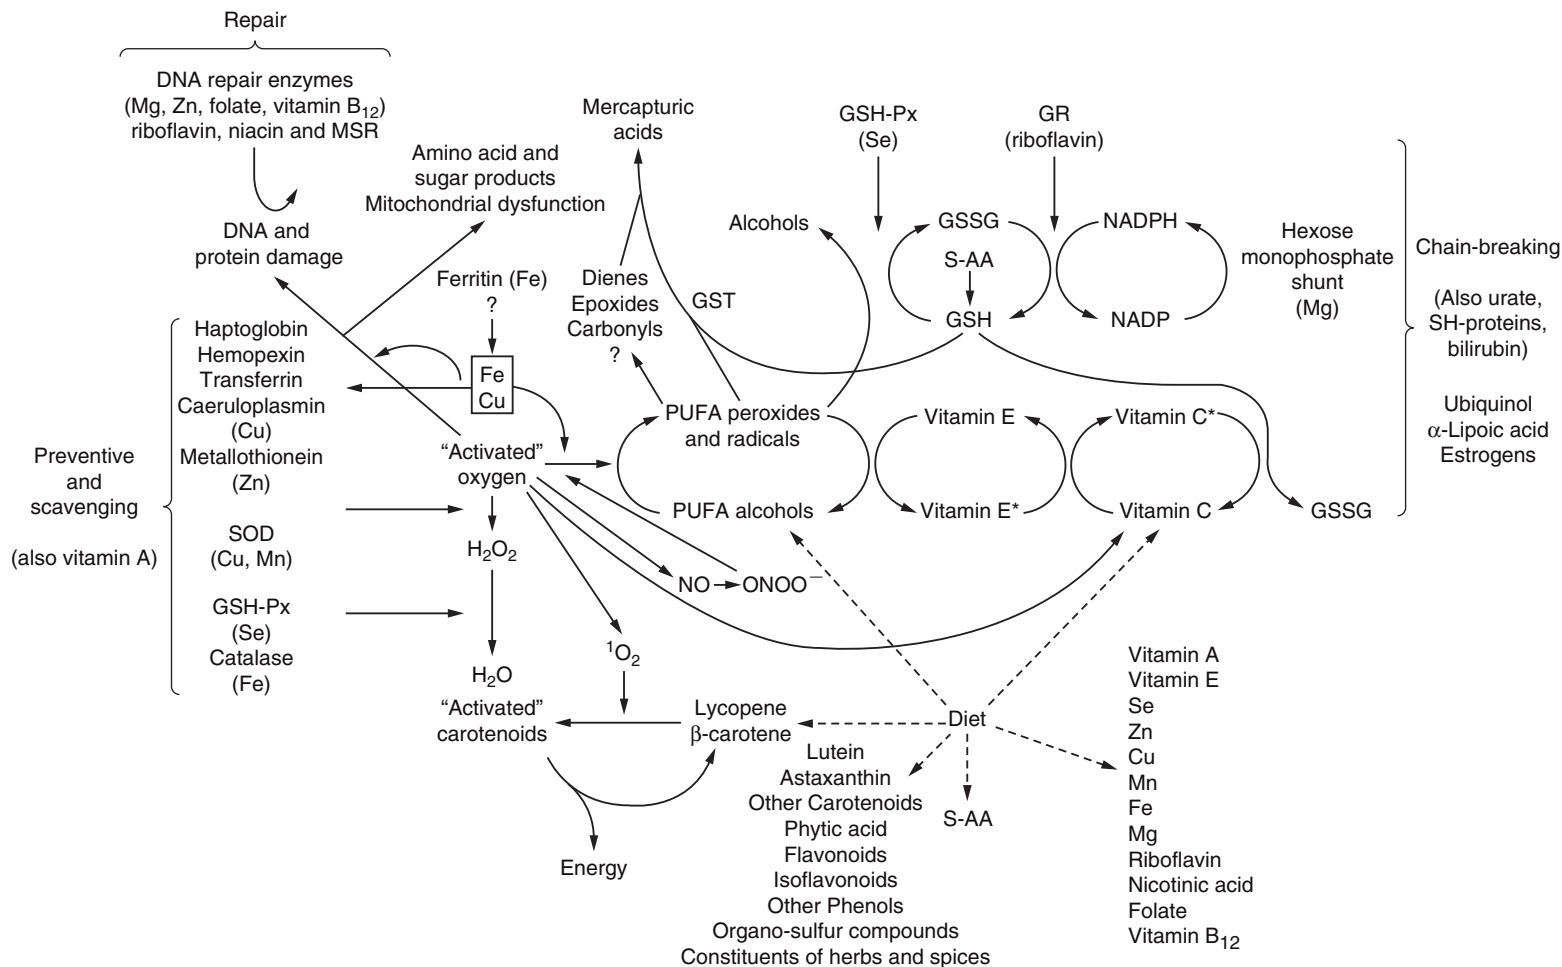 Repair
DNA repair enzymes
(Mg, Zn, folate, vitamin B12)
riboflavin, niacin and MSR
DNA and
protein damage
Amino acid and
sugar products
Mitochondrial dysfunction
Mercapturic
acids
Dienes
Epoxides
Carbonyls
?
GST
Alcohols
GSH-Px
(Se)
GR
(riboflavin)
GSSG
S-AA
GSH
NADPH
NADP
Hexose
monophosphate
shunt
(Mg)
Chain-breaking
(Also urate,
SH-proteins,
bilirubin)
Ubiquinol
α-Lipoic acid
Estrogens
Ferritin (Fe)
?
Fe
Cu
Preventive
and
scavenging
(also vitamin A)
Haptoglobin
Hemopexin
Transferrin
Caeruloplasmin
(Cu)
Metallothionein
(Zn)
SOD
(Cu, Mn)
GSH-Px
(Se)
Catalase
(Fe)
“Activated”
oxygen
H2O2
H2O
PUFA peroxides
and radicals
PUFA alcohols
Vitamin E
Vitamin E*
Vitamin C*
Vitamin C
GSSG
NO
ONOO−
1O2
“Activated”
carotenoids
Energy
Lycopene
β-carotene
Lutein
Astaxanthin
Other Carotenoids
Phytic acid
Flavonoids
Isoflavonoids
Other Phenols
Organo-sulfur compounds
Constituents of herbs and spices
Diet
S-AA
Vitamin A
Vitamin E
Se
Zn
Cu
Mn
Fe
Mg
Riboflavin
Nicotinic acid
Folate
Vitamin B12